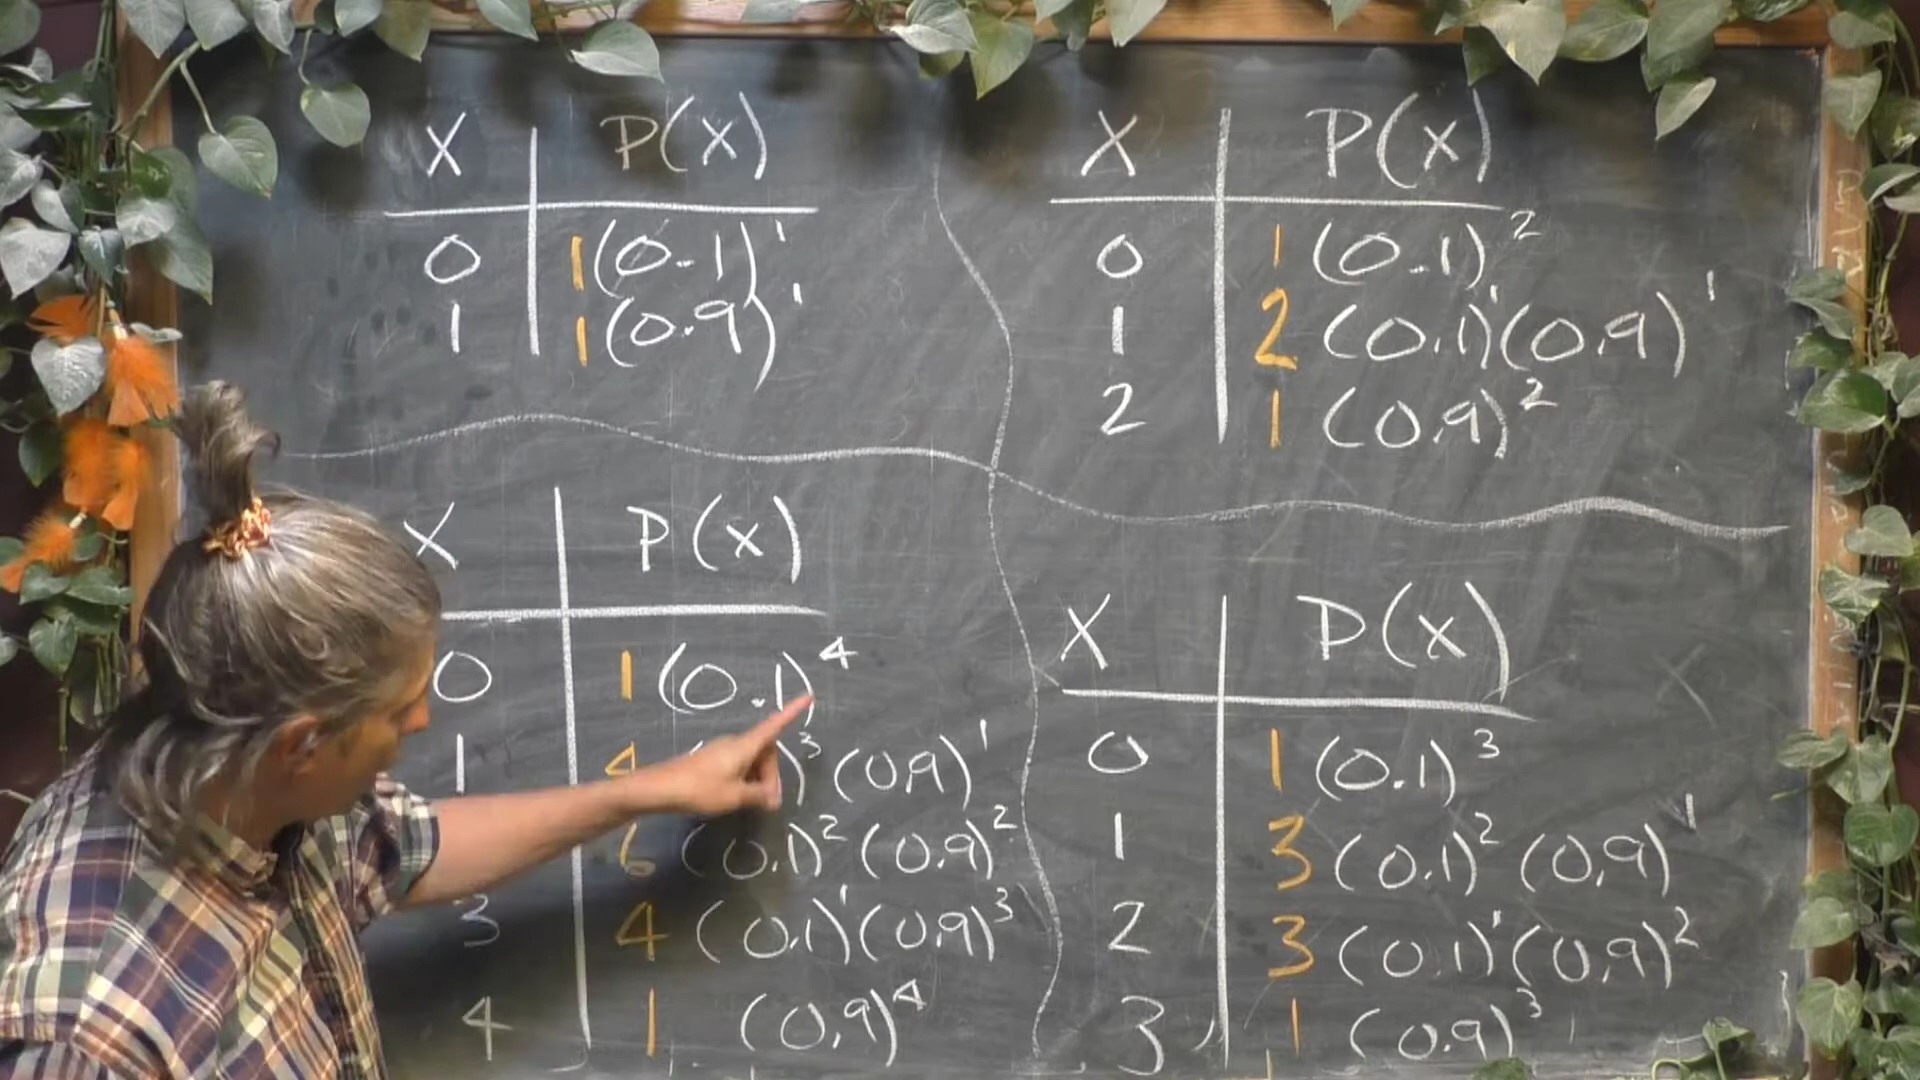 X P(x)
0 1(0.1)¹
1 1(0.9)¹
X P(x)
0 1(0.1)²
1 2(0.1)¹(0.9)¹
2 1(0.9)²
X P(x)
0 1(0.1)⁴
1 4 )³(0.9)¹
6(0.1)²(0.9)²
3 4(0.1)¹(0.9)³
4 1(0.9)⁴
X P(x)
0 1(0.1)³
1 3(0.1)²(0.9)¹
2 3(0.1)¹(0.9)²
3 1(0.9)³